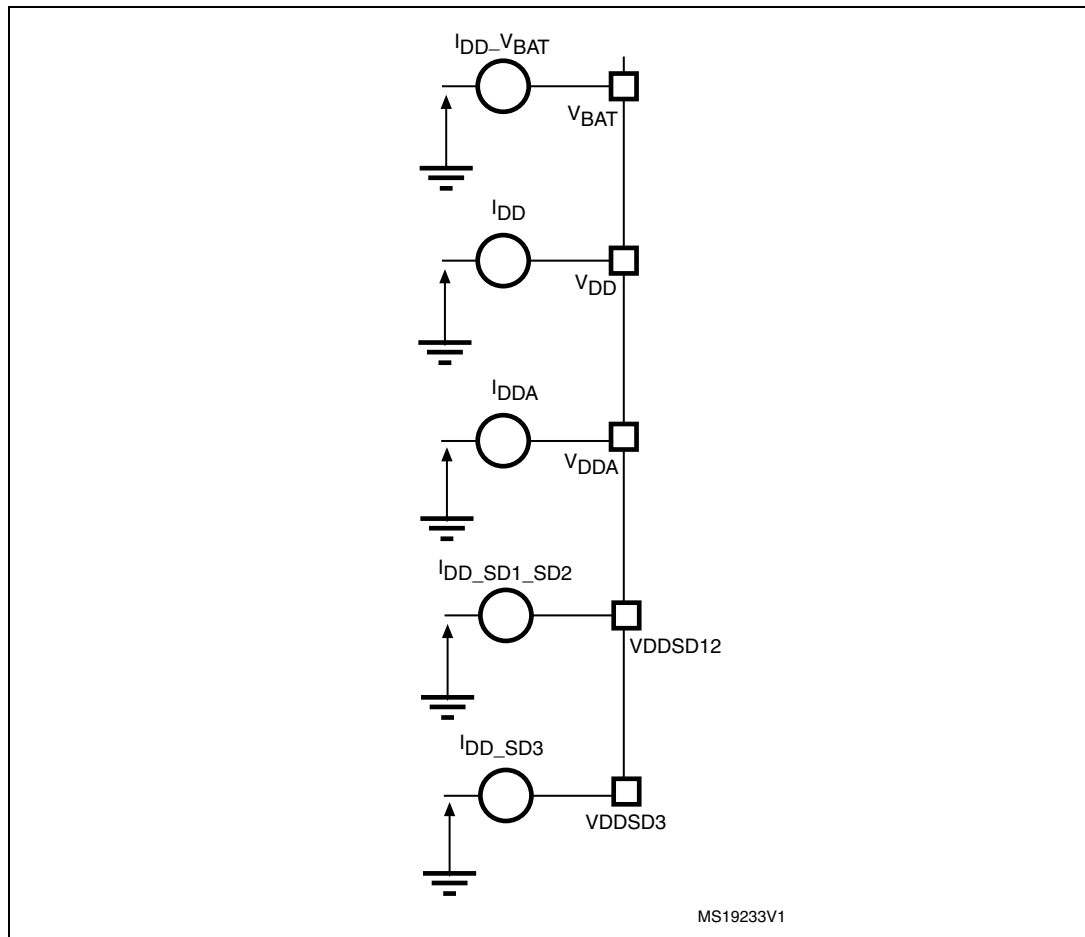 IDD_VBAT
VBAT
IDD
VDD
IDDA
VDDA
IDD_SD1_SD2
VDDSD12
IDD_SD3
VDDSD3
MS19233V1